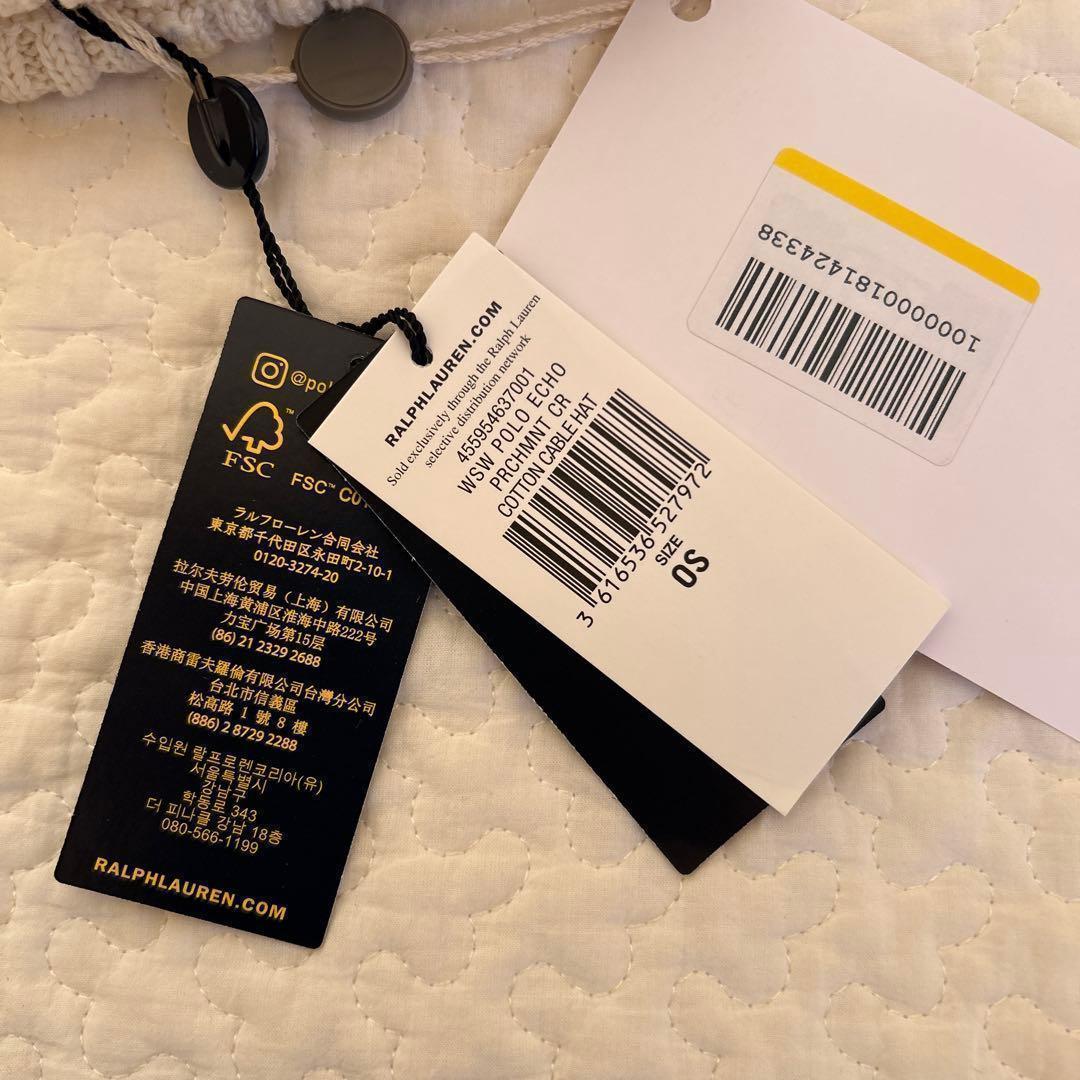 @pol
FSC™
FSC™ C01
ラルフローレン合同会社
東京都千代田区永田町2-10-1
0120-3274-20
拉尔夫劳伦贸易（上海）有限公司
中国上海黄浦区淮海中路222号
力宝广场第15层
(86) 21 2329 2688
香港商雷夫羅倫有限公司台灣分公司
台北市信義區
松高路 1 號 8 樓
(886) 2 8729 2288
수입원 랄프로렌코리아(유)
서울특별시
강남구
학동로 343
더 피나클 강남 18층
080-566-1199
RALPHLAUREN.COM
RALPHLAUREN.COM
Sold exclusively through the Ralph Lauren
selective distribution network
455954637001
WSW POLO ECHO
PRCHMNT CR
COTTON CABLE HAT
3 616536 527972
SIZE
OS
1000000181424338